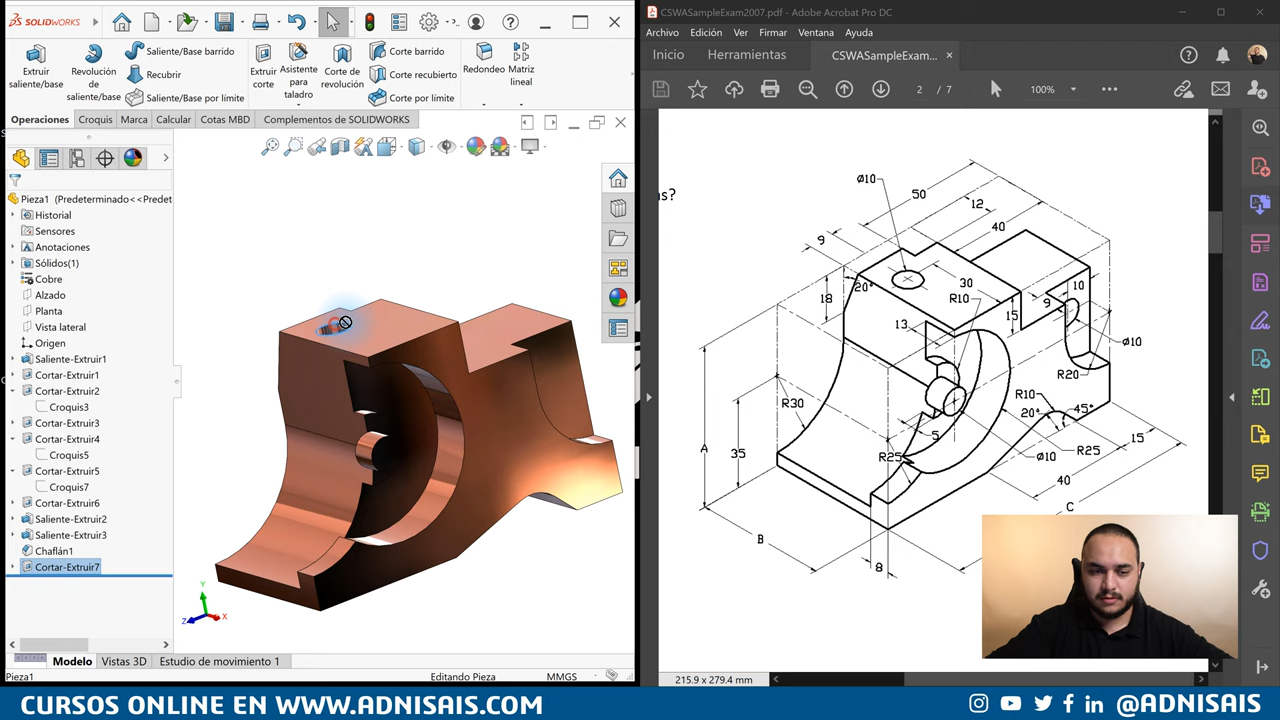 SOLIDWORKS
Extruir saliente/base
Revolución de saliente/base
Saliente/Base barrido
Recubrir
Saliente/Base por límite
Extruir corte
Asistente para taladro
Corte de revolución
Corte barrido
Corte recubierto
Corte por límite
Redondeo
Matriz lineal
Operaciones
Croquis
Marca
Calcular
Cotas MBD
Complementos de SOLIDWORKS
Pieza1 (Predeterminado<<Predet
Historial
Sensores
Anotaciones
Sólidos(1)
Cobre
Alzado
Planta
Vista lateral
Origen
Saliente-Extruir1
Cortar-Extruir1
Cortar-Extruir2
Croquis3
Cortar-Extruir3
Cortar-Extruir4
Croquis5
Cortar-Extruir5
Croquis7
Cortar-Extruir6
Saliente-Extruir2
Saliente-Extruir3
Chaflán1
Cortar-Extruir7
Y
Z
X
Modelo
Vistas 3D
Estudio de movimiento 1
Pieza1
Editando Pieza
MMGS
CSWASampleExam2007.pdf - Adobe Acrobat Pro DC
Archivo Edición Ver Firmar Ventana Ayuda
Inicio
Herramientas
CSWASampleExam...
2 / 7
100%
as?
Ø10
50
12
40
9
20°
18
30
R10
10
9
15
13
Ø10
R20
R30
R10
20°
45°
A
35
5
R25
Ø10
R25
15
40
C
B
8
215.9 x 279.4 mm
CURSOS ONLINE EN WWW.ADNISAIS.COM
@ADNISAIS